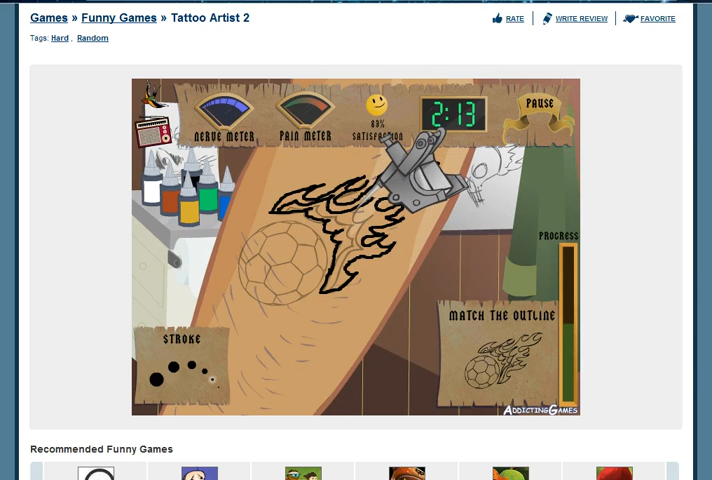 Games » Funny Games » Tattoo Artist 2
RATE
WRITE REVIEW
FAVORITE
Tags: Hard , Random
NERVE METER
PAIN METER
83%
SATISFACTION
2:13
PAUSE
PROGRESS
MATCH THE OUTLINE
STROKE
ADDICTINGGAMES
Recommended Funny Games